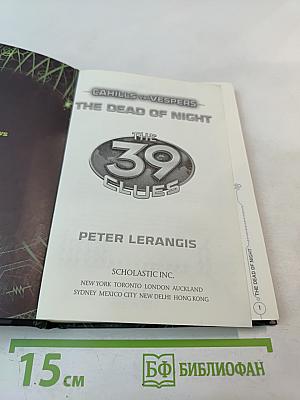 CAHILLS VS VESPERS
THE DEAD OF NIGHT
THE
39
CLUES
PETER LERANGIS
SCHOLASTIC INC.
NEW YORK TORONTO LONDON AUCKLAND
SYDNEY MEXICO CITY NEW DELHI HONG KONG
THE DEAD OF NIGHT
1
15 см
БФ БИБЛИОФАН